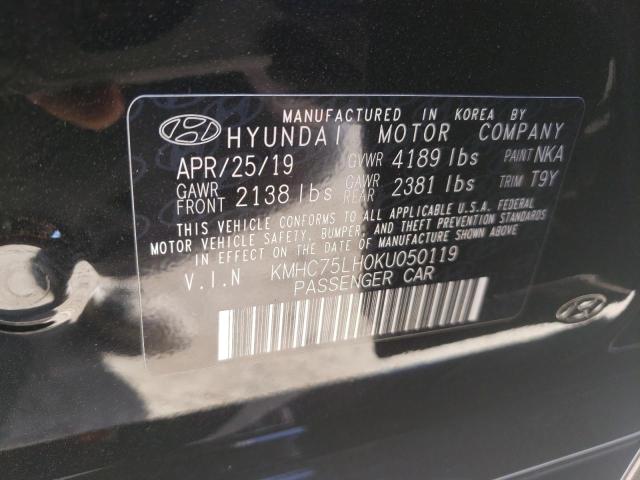 MANUFACTURED IN KOREA BY
HYUNDAI MOTOR COMPANY
APR/25/19 GVWR 4189 lbs PAINT NKA
GAWR FRONT 2138 lbs GAWR REAR 2381 lbs TRIM T9Y
THIS VEHICLE CONFORMS TO ALL APPLICABLE U.S.A. FEDERAL
MOTOR VEHICLE SAFETY, BUMPER, AND THEFT PREVENTION STANDARDS
IN EFFECT ON THE DATE OF MANUFACTURE SHOWN ABOVE
V.I.N KMHC75LH0KU050119
PASSENGER CAR